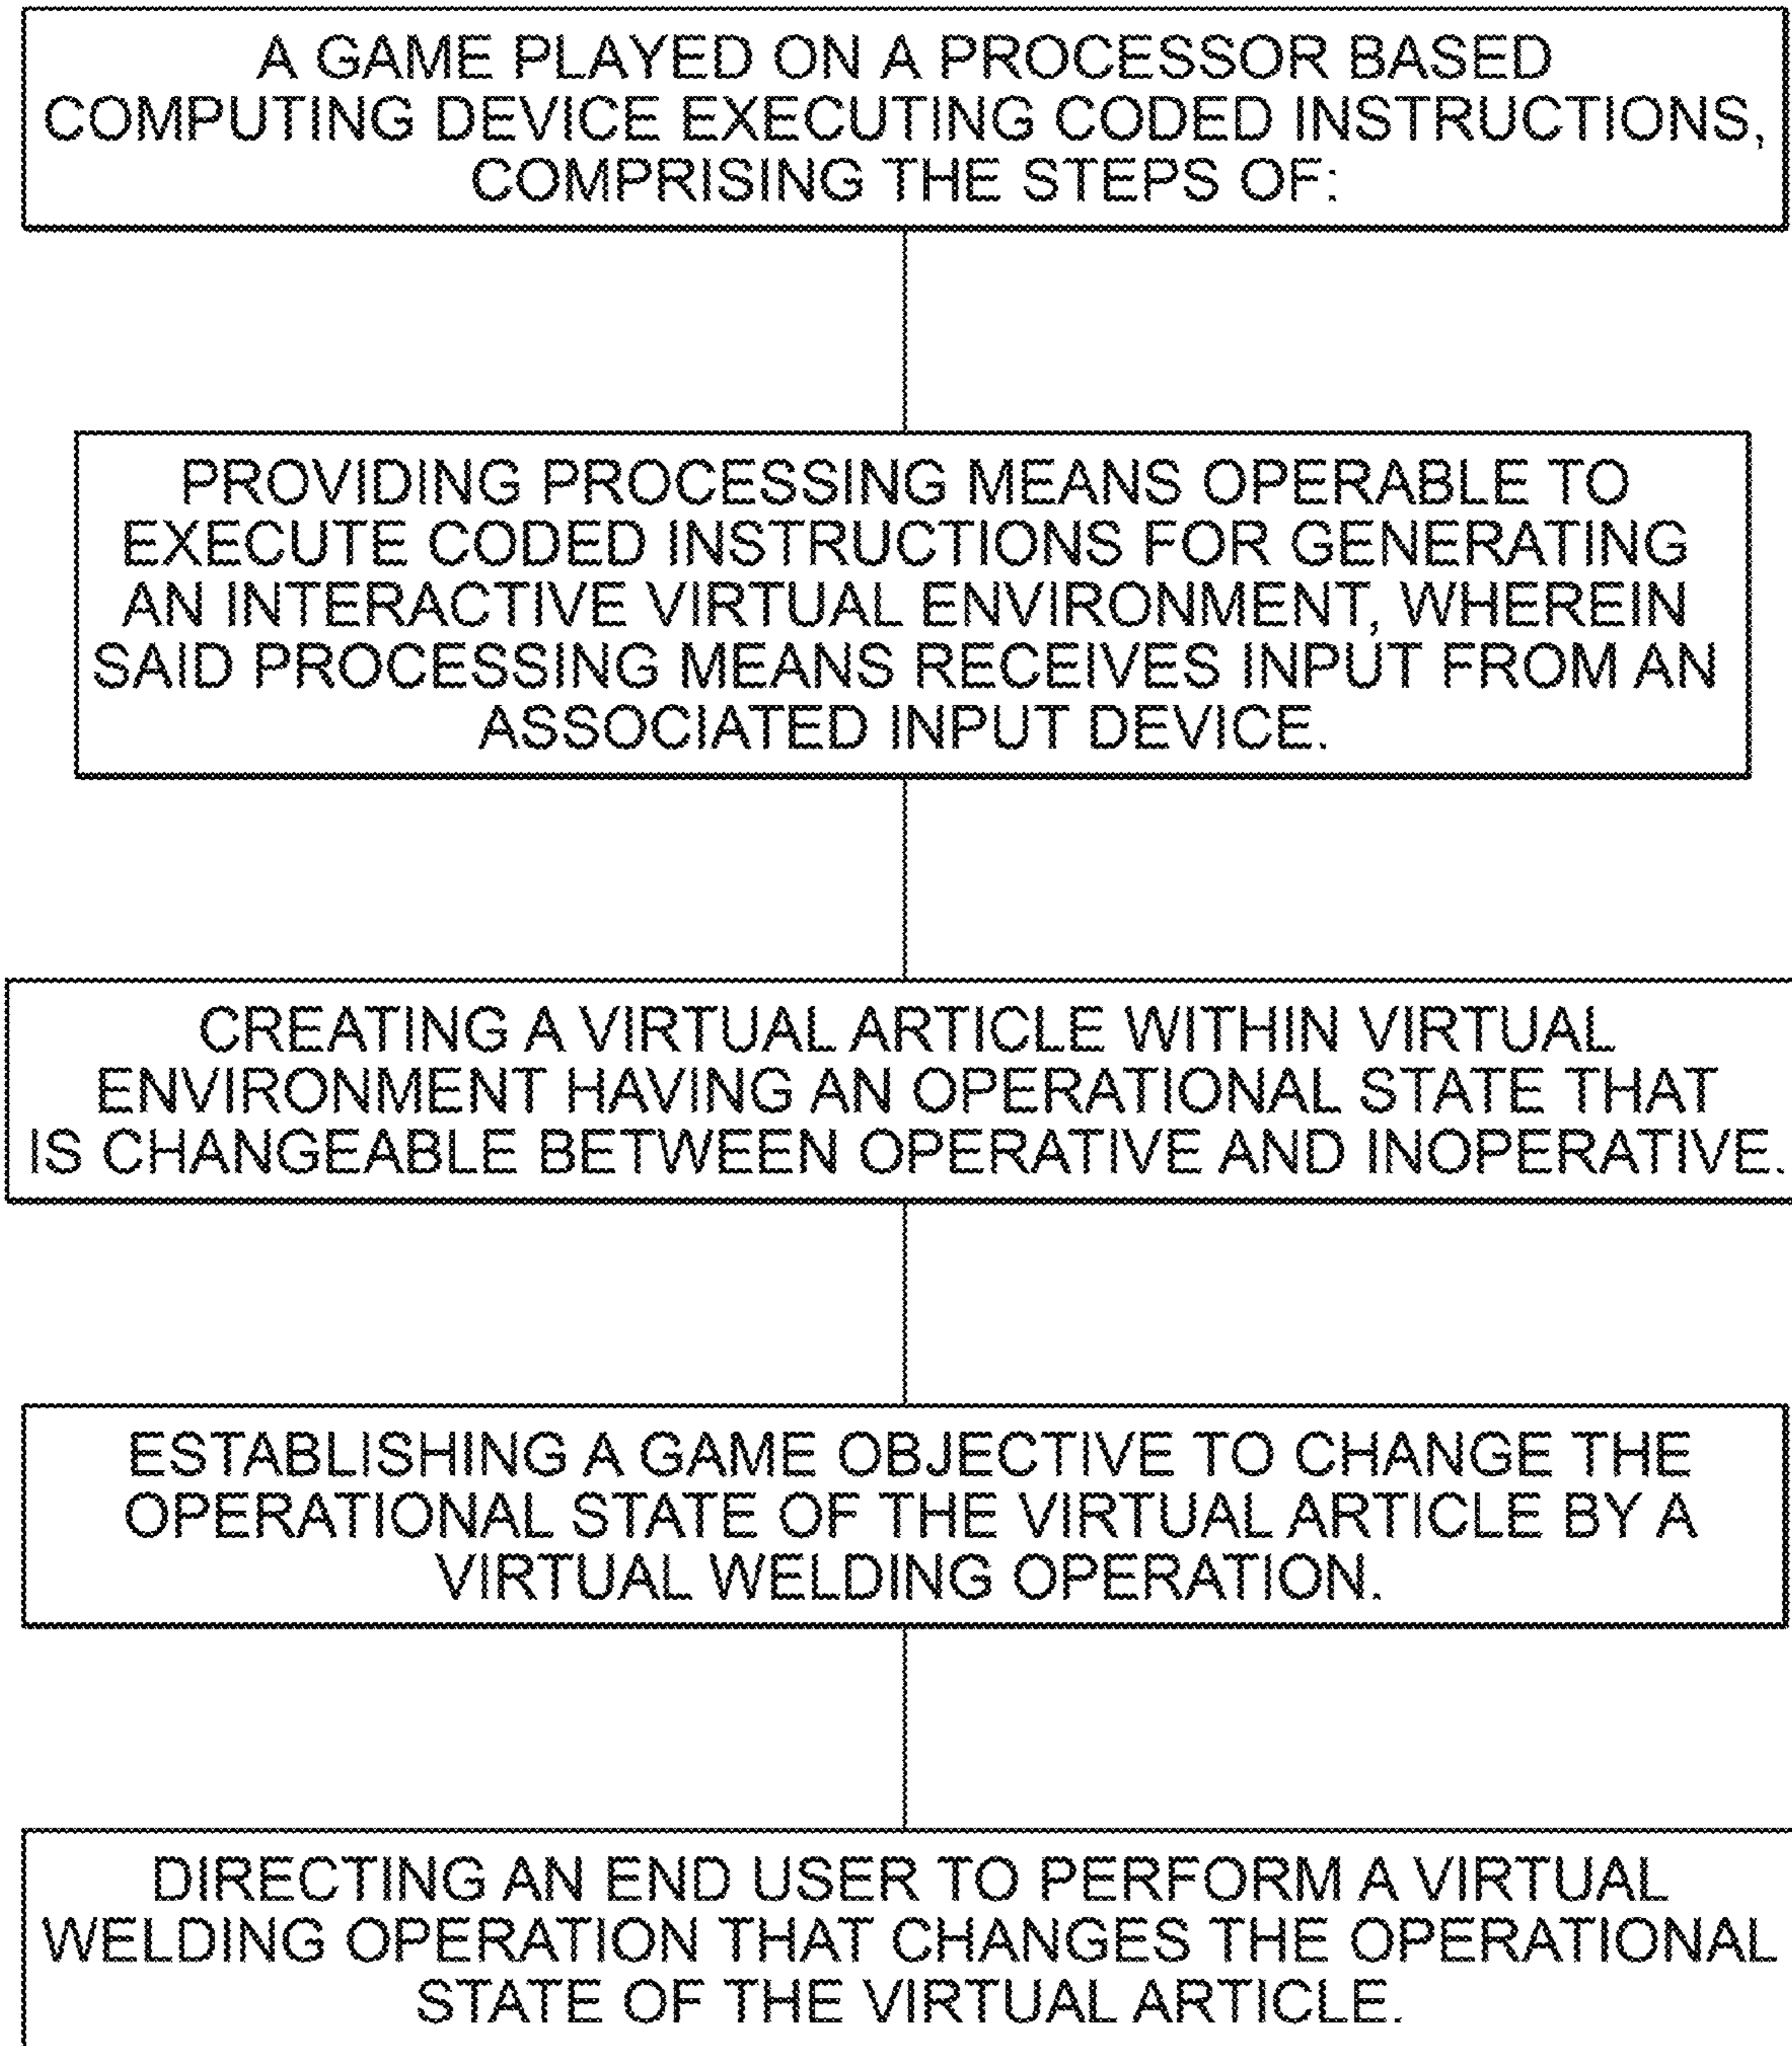 A GAME PLAYED ON A PROCESSOR BASED
COMPUTING DEVICE EXECUTING CODED INSTRUCTIONS,
COMPRISING THE STEPS OF:
PROVIDING PROCESSING MEANS OPERABLE TO
EXECUTE CODED INSTRUCTIONS FOR GENERATING
AN INTERACTIVE VIRTUAL ENVIRONMENT, WHEREIN
SAID PROCESSING MEANS RECEIVES INPUT FROM AN
ASSOCIATED INPUT DEVICE.
CREATING A VIRTUAL ARTICLE WITHIN VIRTUAL
ENVIRONMENT HAVING AN OPERATIONAL STATE THAT
IS CHANGEABLE BETWEEN OPERATIVE AND INOPERATIVE.
ESTABLISHING A GAME OBJECTIVE TO CHANGE THE
OPERATIONAL STATE OF THE VIRTUAL ARTICLE BY A
VIRTUAL WELDING OPERATION.
DIRECTING AN END USER TO PERFORM A VIRTUAL
WELDING OPERATION THAT CHANGES THE OPERATIONAL
STATE OF THE VIRTUAL ARTICLE.